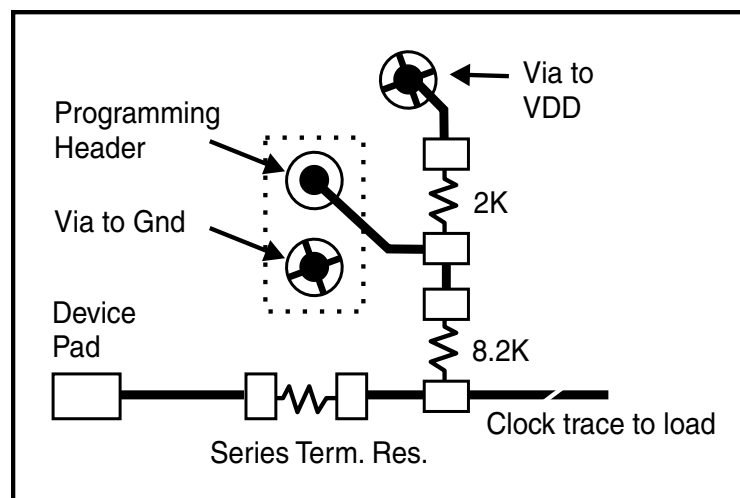 Via to
VDD
Programming
Header
2K
Via to Gnd
Device
Pad
8.2K
Clock trace to load
Series Term. Res.